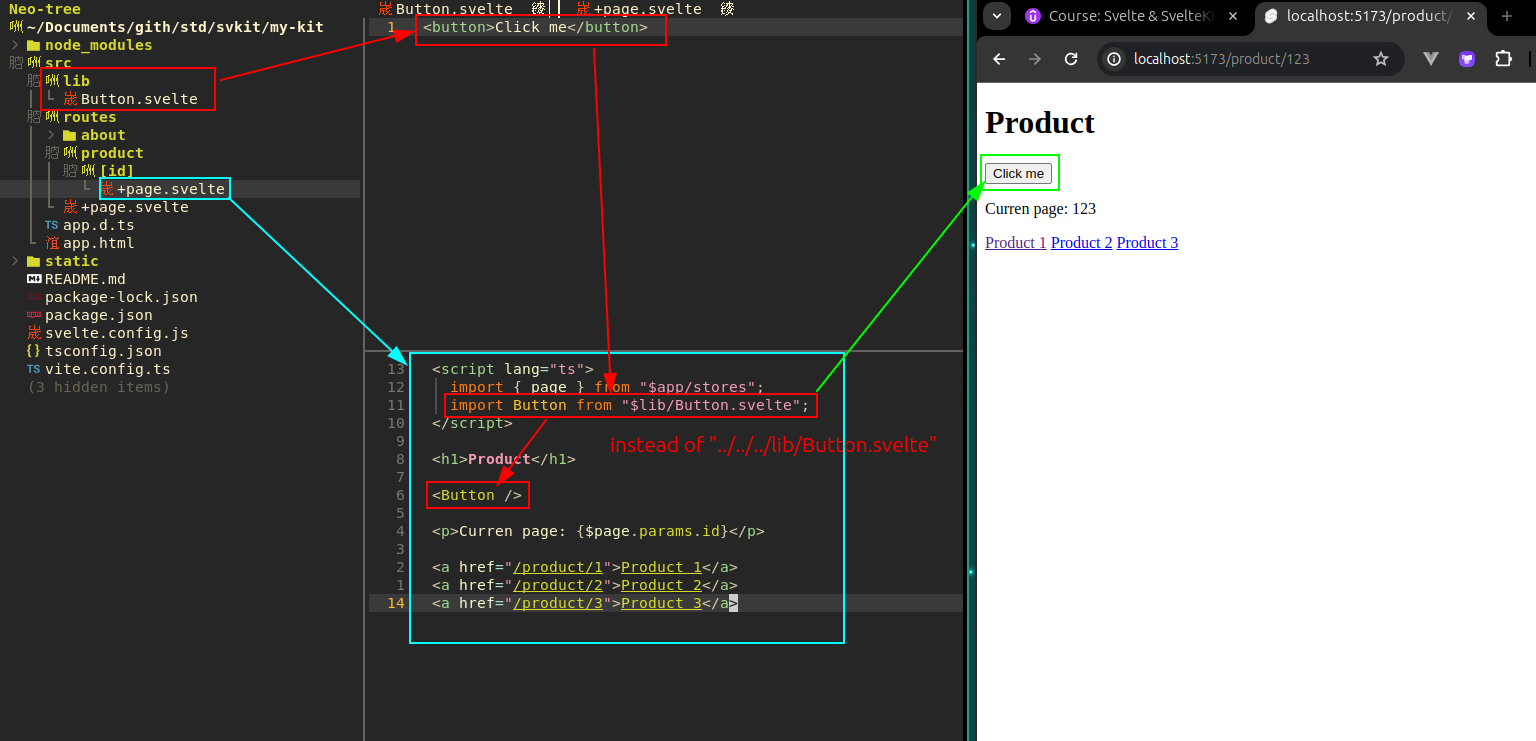 Neo-tree
~/Documents/gith/std/svkit/my-kit
node_modules
src
lib
Button.svelte
routes
about
product
[id]
+page.svelte
+page.svelte
app.d.ts
app.html
static
README.md
package-lock.json
package.json
svelte.config.js
tsconfig.json
vite.config.ts
(3 hidden items)
Button.svelte +page.svelte
1 <button>Click me</button>
13 <script lang="ts">
12 import { page } from "$app/stores";
11 import Button from "$lib/Button.svelte";
10 </script>
9
8 <h1>Product</h1>
7
6 <Button />
5
4 <p>Curren page: {$page.params.id}</p>
3
2 <a href="/product/1">Product 1</a>
1 <a href="/product/2">Product 2</a>
14 <a href="/product/3">Product 3</a>
instead of "../../../lib/Button.svelte"
Course: Svelte & SvelteKi
localhost:5173/product/
localhost:5173/product/123
Product
Click me
Curren page: 123
Product 1 Product 2 Product 3